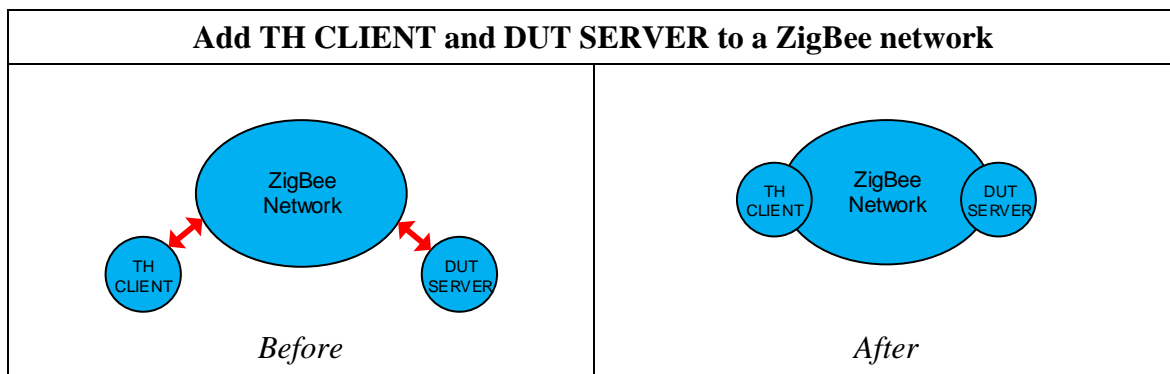 Add TH CLIENT and DUT SERVER to a ZigBee network
ZigBee
Network
TH
CLIENT
DUT
SERVER
Before
ZigBee
Network
TH
CLIENT
DUT
SERVER
After